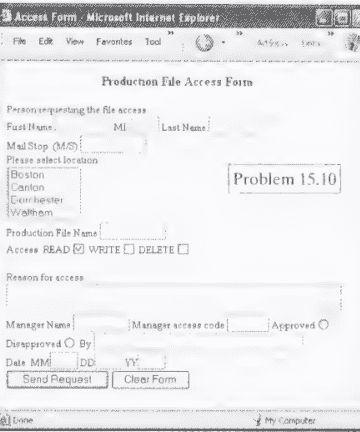 Access Form - Microsoft Internet Explorer
File Edit View Favorites Tool »
Production File Access Form
Person requesting the file access
First Name: MI Last Name
Mail Stop (M/S)
Please select location
Boston
Canton
Dorchester
Waltham
Problem 15.10
Production File Name
Access READ WRITE DELETE
Reason for access
Manager Name Manager access code Approved
Disapproved By
Date MM DD YY
Send Request Clear Form
Done My Computer